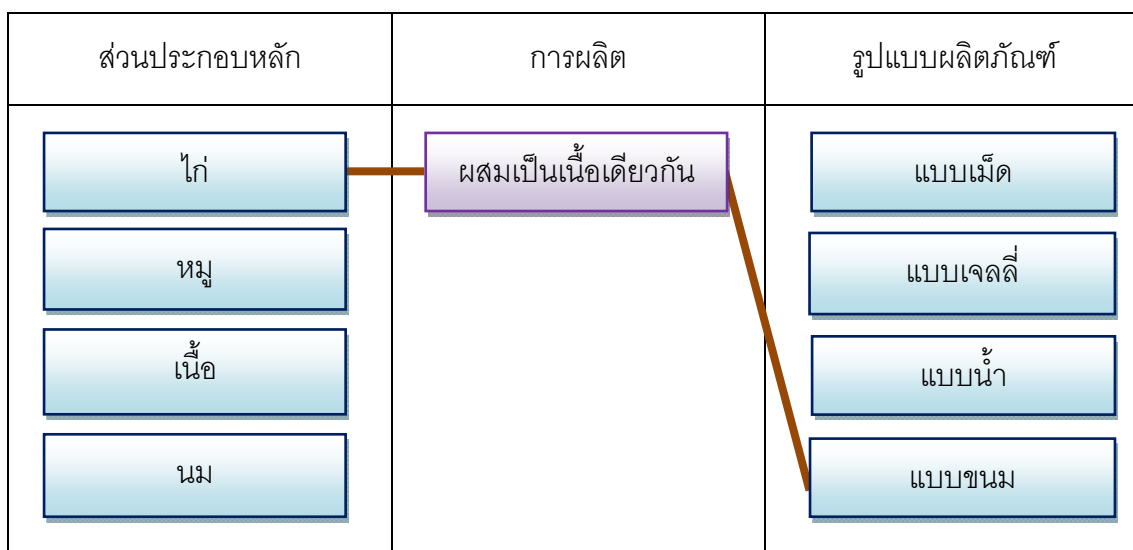 ส่วนประกอบหลัก
การผลิต
รูปแบบผลิตภัณฑ์
ไก่
ผสมเป็นเนื้อเดียวกัน
แบบเม็ด
หมู
แบบเจลลี่
เนื้อ
แบบน้ำ
นม
แบบขนม